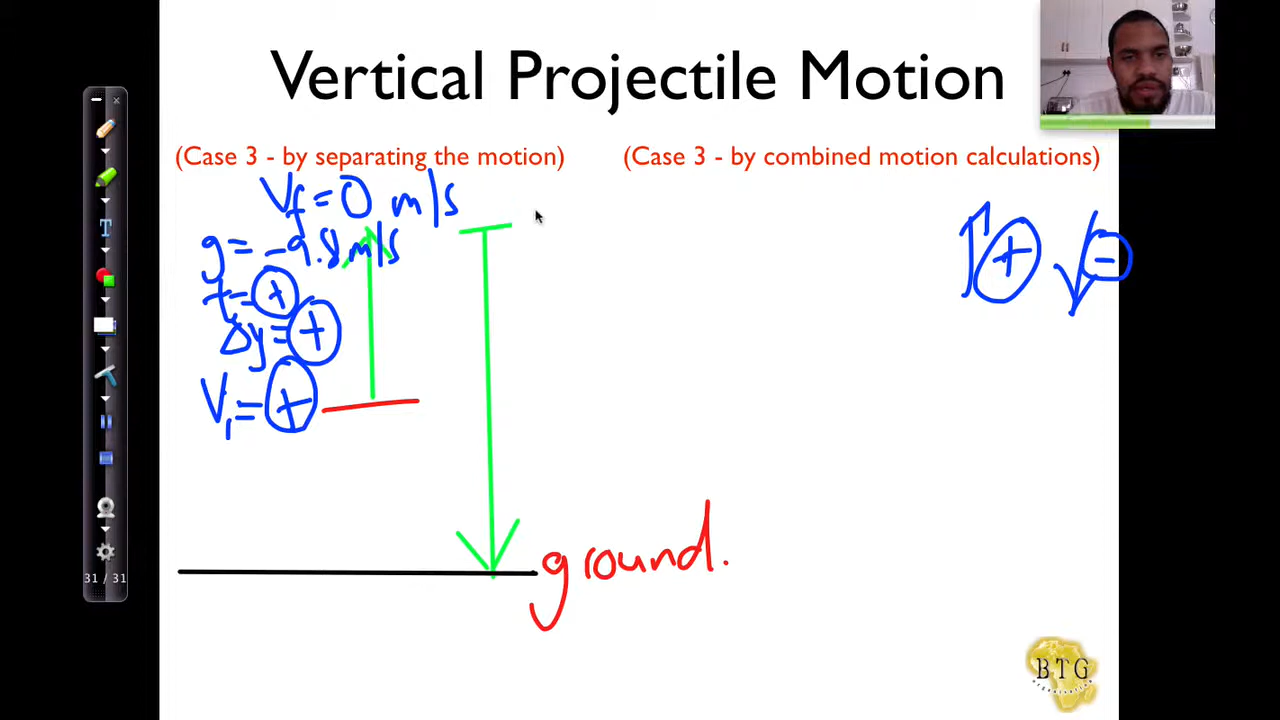 Vertical Projectile Motion
(Case 3 - by separating the motion)
(Case 3 - by combined motion calculations)
Vf = 0 m/s
g = -9.8 m/s
t = +
Δy = +
Vi = +
+ -
ground.
31 / 31
BTG